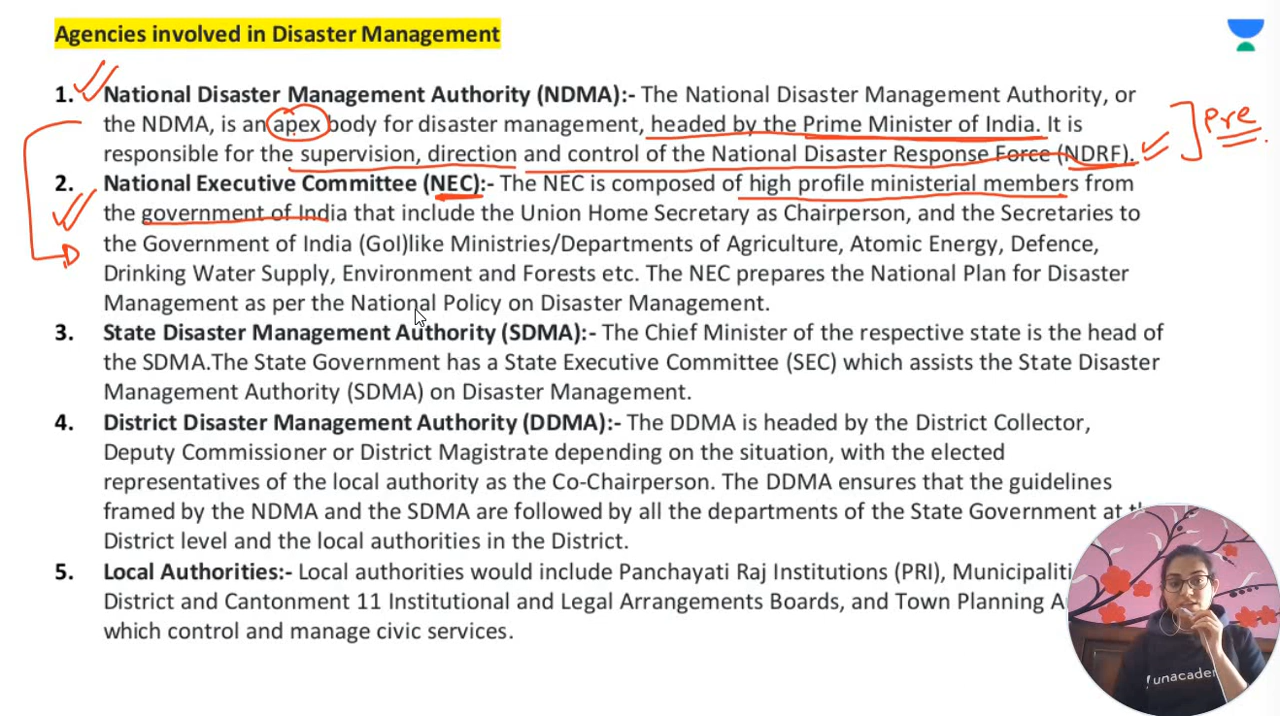 Agencies involved in Disaster Management
1. National Disaster Management Authority (NDMA):- The National Disaster Management Authority, or
the NDMA, is an apex body for disaster management, headed by the Prime Minister of India. It is
responsible for the supervision, direction and control of the National Disaster Response Force (NDRF).
Pre
2. National Executive Committee (NEC):- The NEC is composed of high profile ministerial members from
the government of India that include the Union Home Secretary as Chairperson, and the Secretaries to
the Government of India (GoI)like Ministries/Departments of Agriculture, Atomic Energy, Defence,
Drinking Water Supply, Environment and Forests etc. The NEC prepares the National Plan for Disaster
Management as per the National Policy on Disaster Management.
3. State Disaster Management Authority (SDMA):- The Chief Minister of the respective state is the head of
the SDMA.The State Government has a State Executive Committee (SEC) which assists the State Disaster
Management Authority (SDMA) on Disaster Management.
4. District Disaster Management Authority (DDMA):- The DDMA is headed by the District Collector,
Deputy Commissioner or District Magistrate depending on the situation, with the elected
representatives of the local authority as the Co-Chairperson. The DDMA ensures that the guidelines
framed by the NDMA and the SDMA are followed by all the departments of the State Government at
District level and the local authorities in the District.
5. Local Authorities:- Local authorities would include Panchayati Raj Institutions (PRI),
District and Cantonment 11 Institutional and Legal Arrangements Boards, and Town Planning
which control and manage civic services.